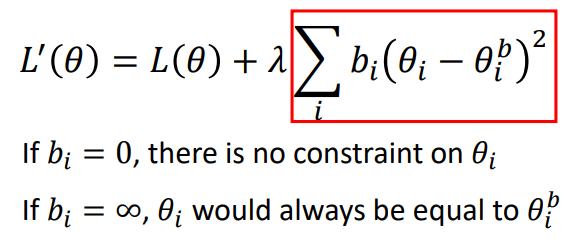 L′(θ) = L(θ) + λ ∑ᵢ bᵢ(θᵢ − θᵢᵇ)²
If bᵢ = 0, there is no constraint on θᵢ
If bᵢ = ∞, θᵢ would always be equal to θᵢᵇ